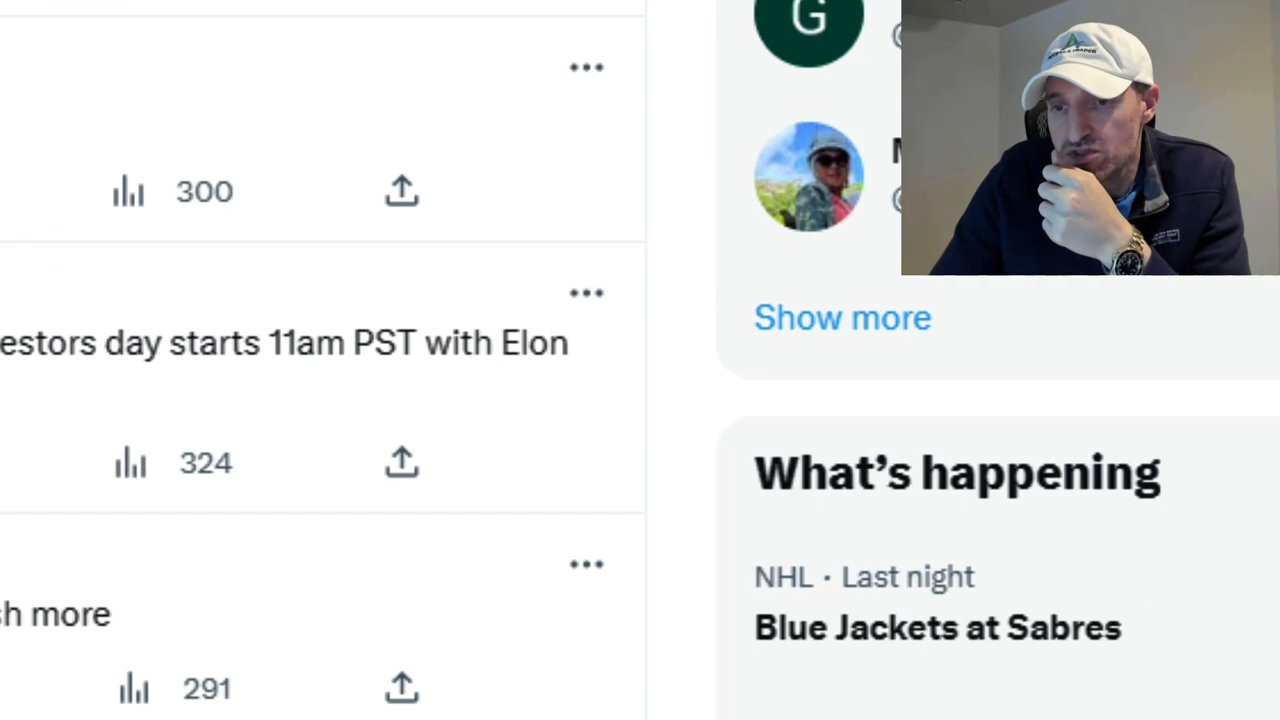 300
estors day starts 11am PST with Elon
324
sh more
291
G
Show more
What's happening
NHL · Last night
Blue Jackets at Sabres